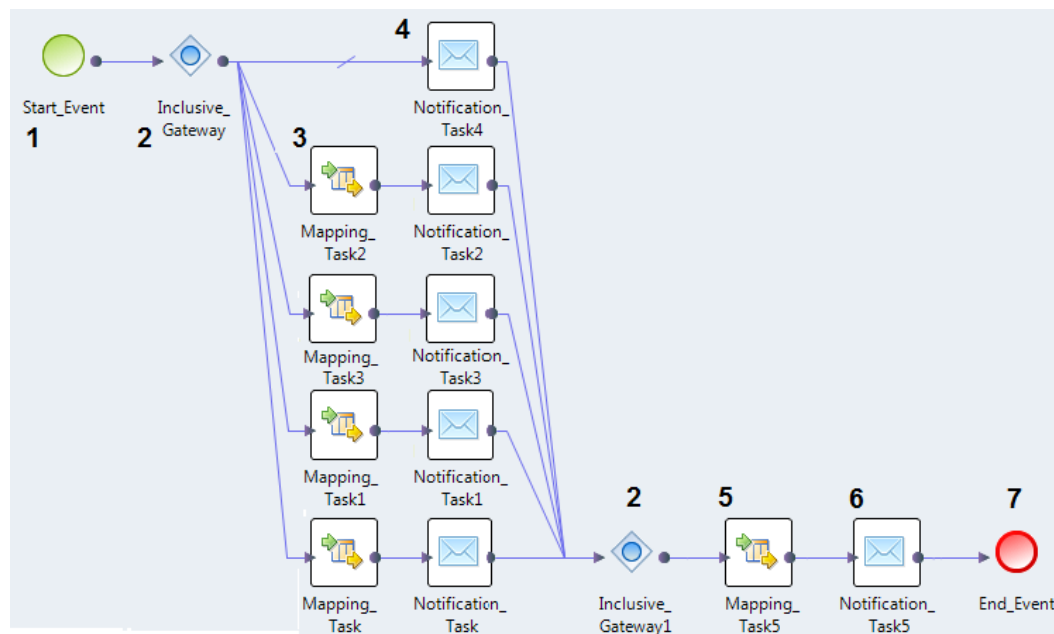 4
Start_Event
Inclusive_
Gateway
Notification_
Task4
1
2
3
Mapping_
Task2
Notification_
Task2
Mapping_
Task3
Notification_
Task3
Mapping_
Task1
Notification_
Task1
2
5
6
7
Mapping_
Task
Notification_
Task
Inclusive_
Gateway1
Mapping_
Task5
Notification_
Task5
End_Event